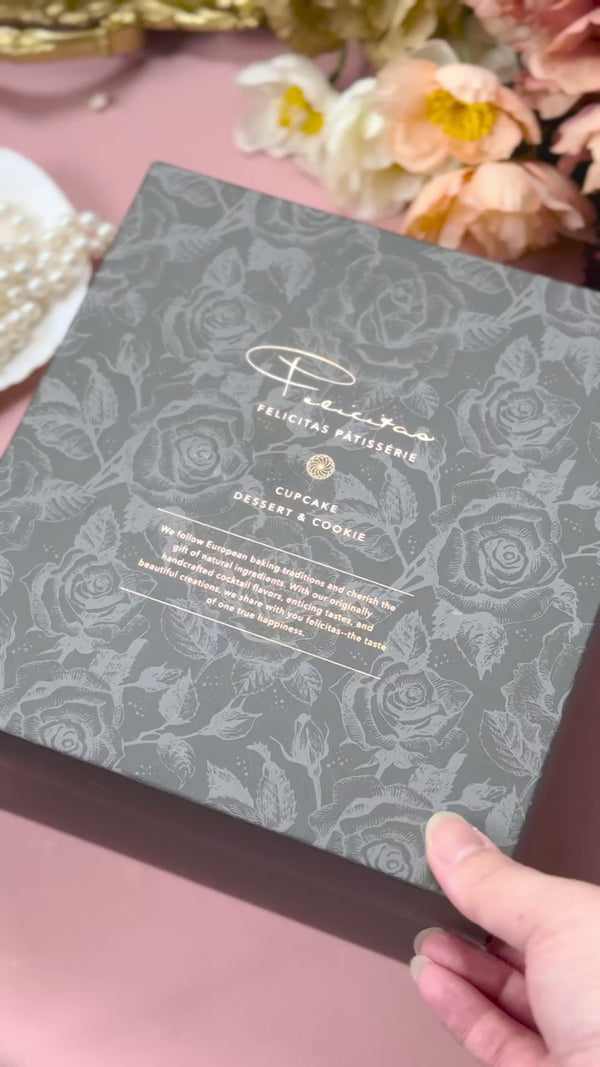 Felicitas
FELICITAS PÂTISSERIE
CUPCAKE
DESSERT & COOKIE
We follow European baking traditions and cherish the
gift of natural ingredients. With our originally
handcrafted cocktail flavors, enticing tastes, and
beautiful creations, we share with you felicitas--the taste
of one true happiness.